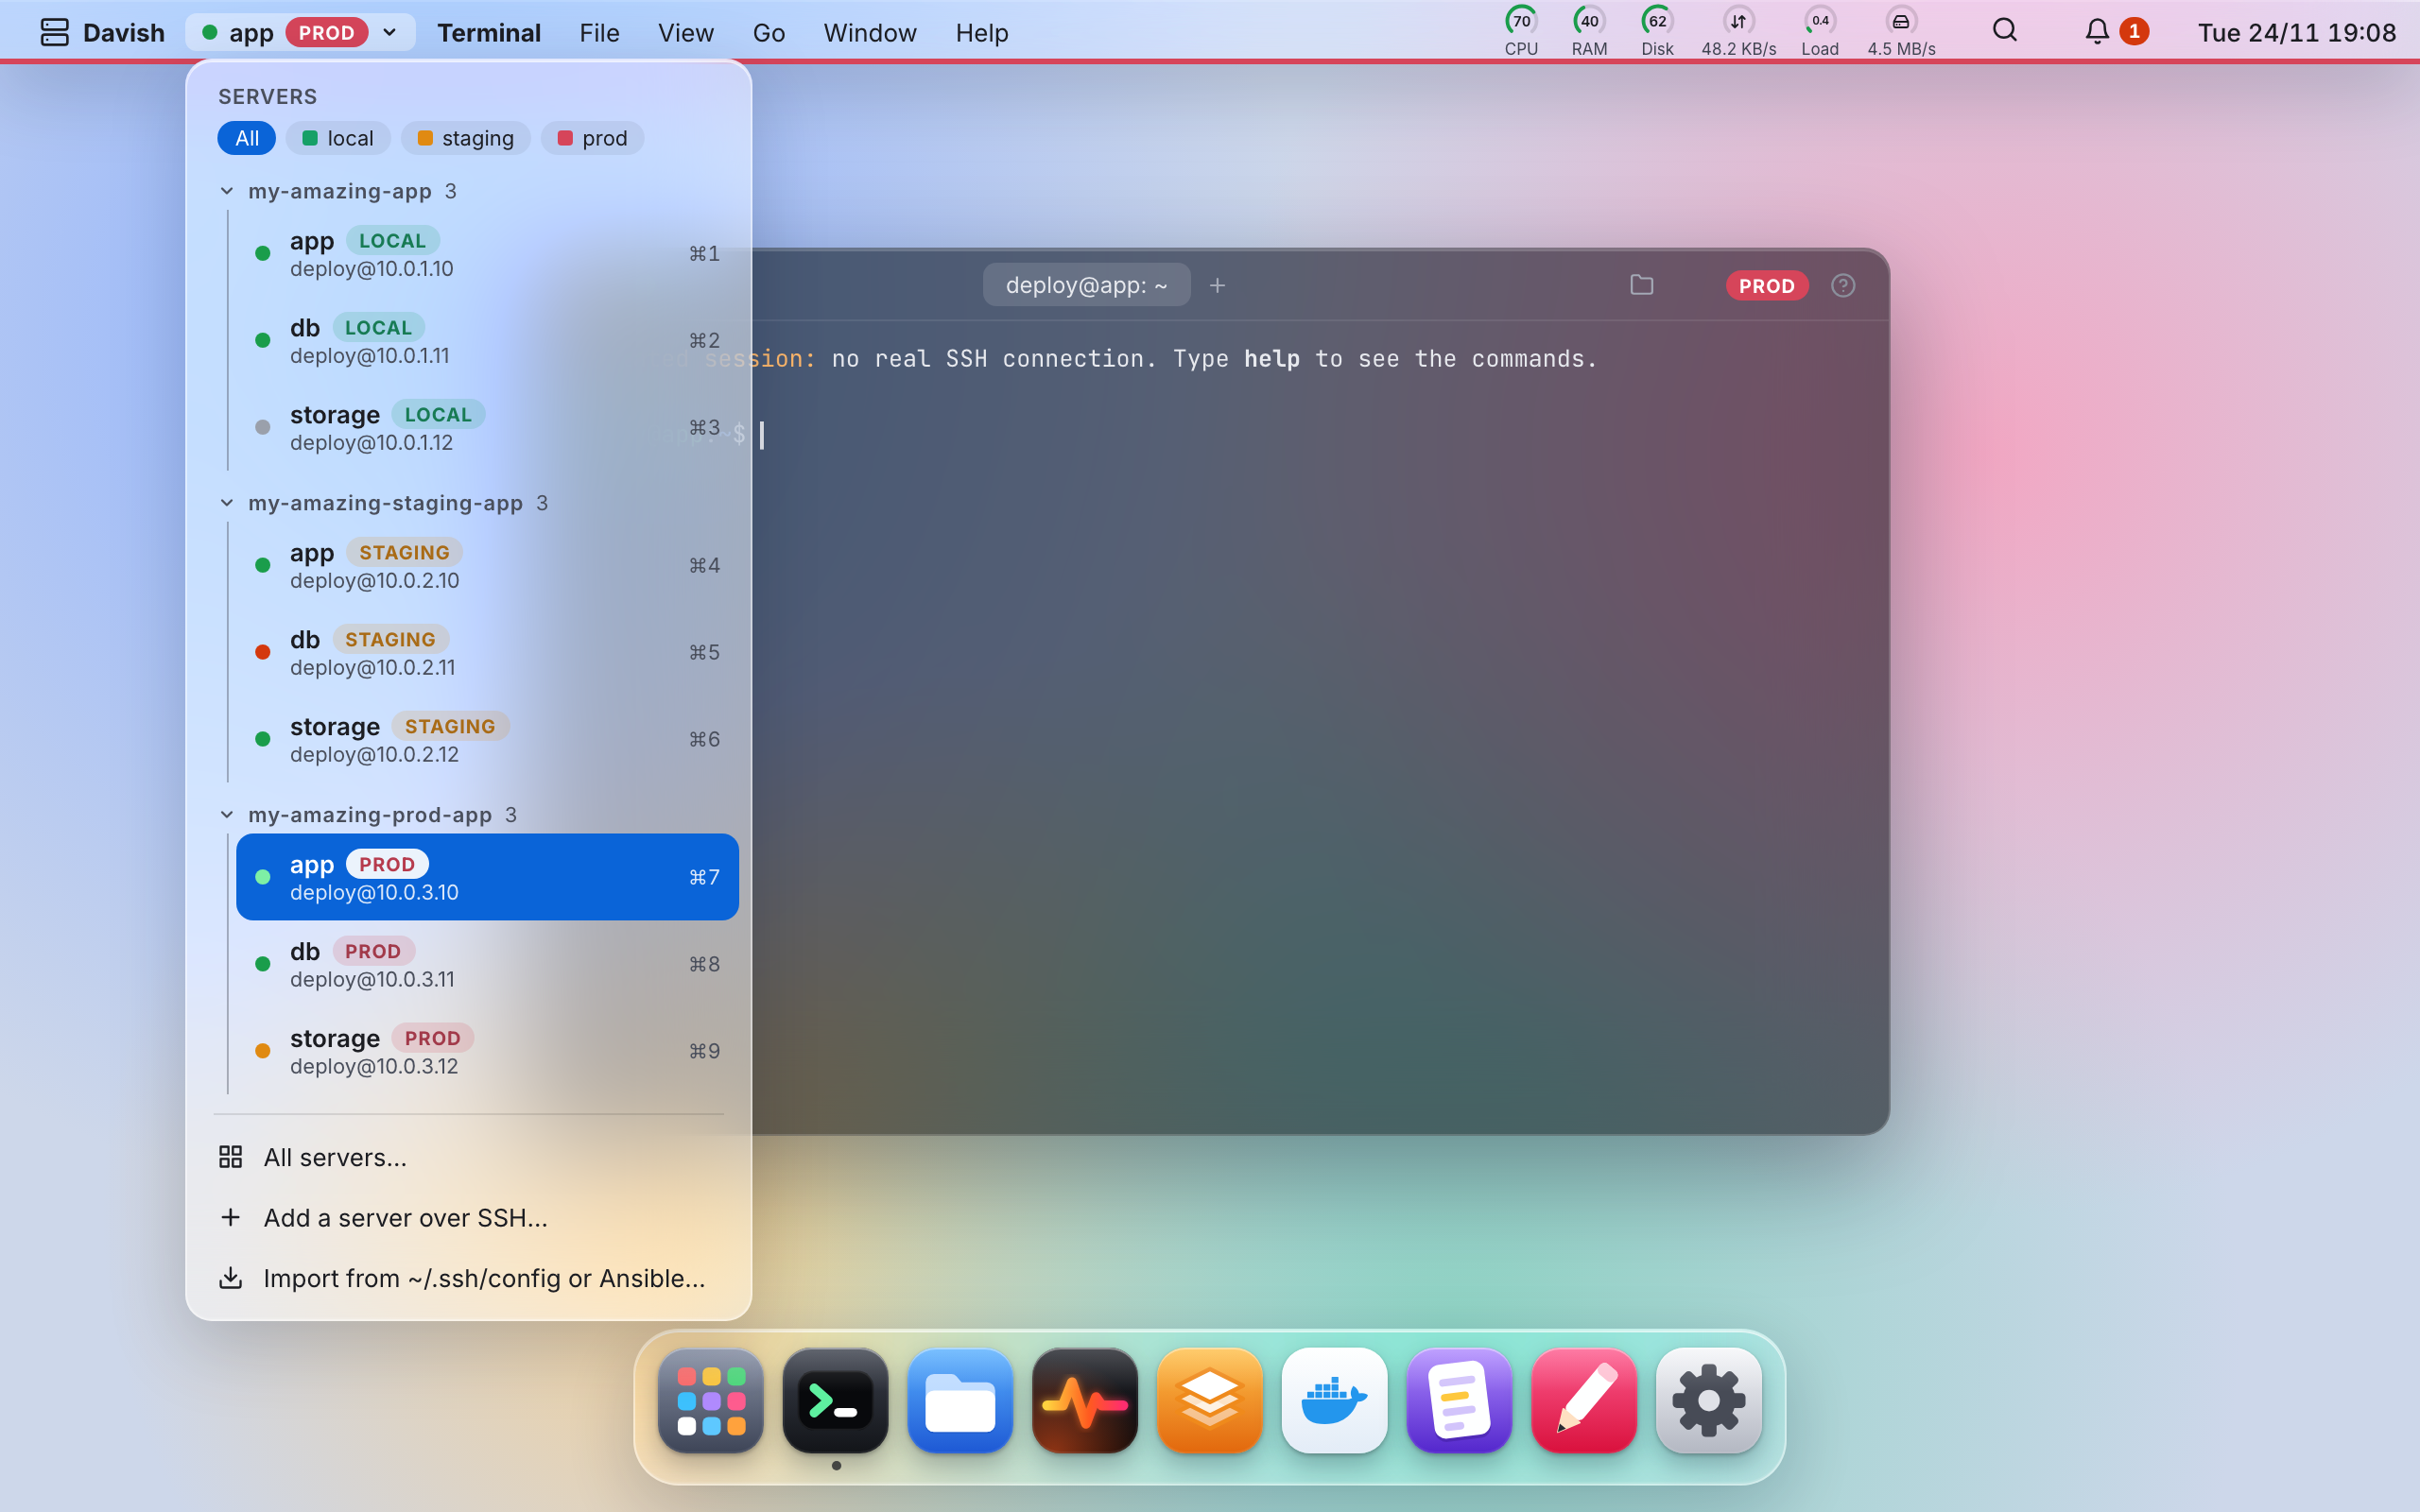 Davish app PROD Terminal File View Go Window Help 70 CPU 40 RAM 62 Disk 48.2 KB/s 0.4 Load 4.5 MB/s 1 Tue 24/11 19:08
SERVERS
All local staging prod
my-amazing-app 3
app LOCAL
deploy@10.0.1.10
⌘1
db LOCAL
deploy@10.0.1.11
⌘2
storage LOCAL
deploy@10.0.1.12
⌘3
my-amazing-staging-app 3
app STAGING
deploy@10.0.2.10
⌘4
db STAGING
deploy@10.0.2.11
⌘5
storage STAGING
deploy@10.0.2.12
⌘6
my-amazing-prod-app 3
app PROD
deploy@10.0.3.10
⌘7
db PROD
deploy@10.0.3.11
⌘8
storage PROD
deploy@10.0.3.12
⌘9
All servers...
Add a server over SSH...
Import from ~/.ssh/config or Ansible...
deploy@app: ~ + PROD
session: no real SSH connection. Type help to see the commands.
~$